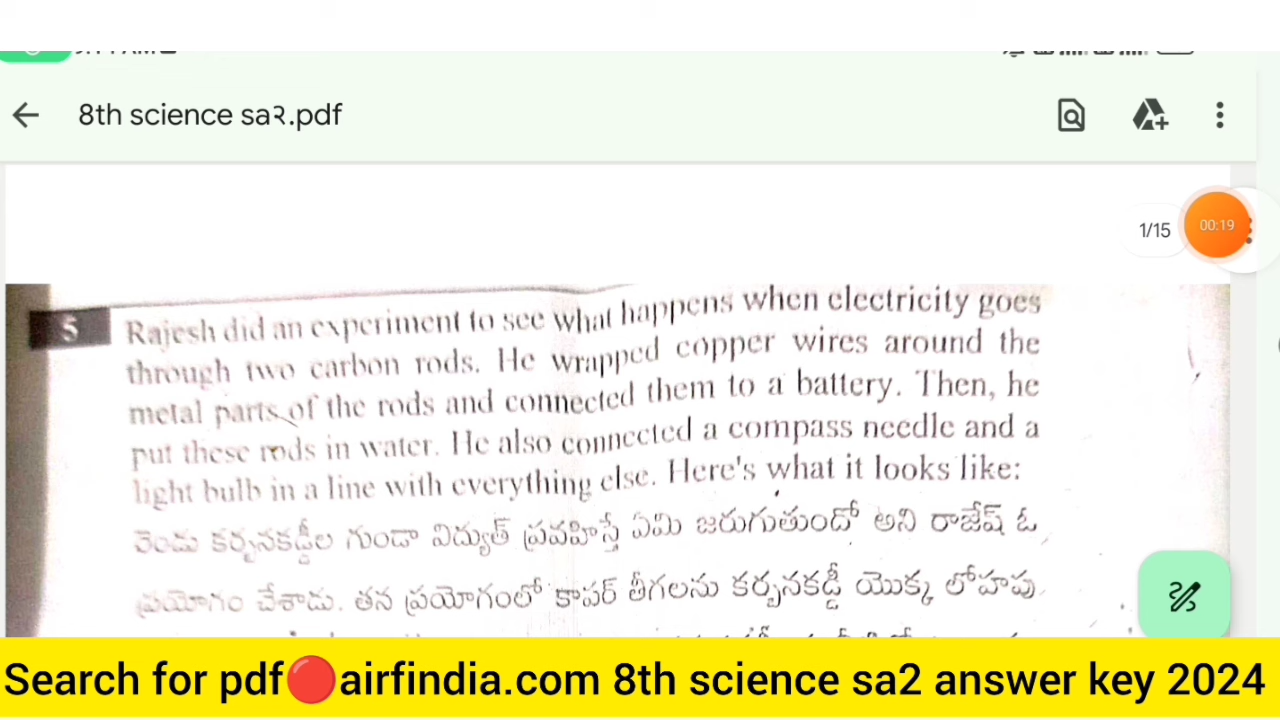 8th science sa२.pdf
1/15
00:19
5
Rajesh did an experiment to see what happens when electricity goes
through two carbon rods. He wrapped copper wires around the
metal parts of the rods and connected them to a battery. Then, he
put these rods in water. He also connected a compass needle and a
light bulb in a line with everything else. Here's what it looks like:
రెండు కర్బనకడ్డీల గుండా విద్యుత్ ప్రవహిస్తే ఏమి జరుగుతుందో అని రాజేష్ ఓ
ప్రయోగం చేశాడు. తన ప్రయోగంలో కాపర్ తీగలను కర్బనకడ్డీ యొక్క లోహపు
Search for pdf🔴airfindia.com 8th science sa2 answer key 2024